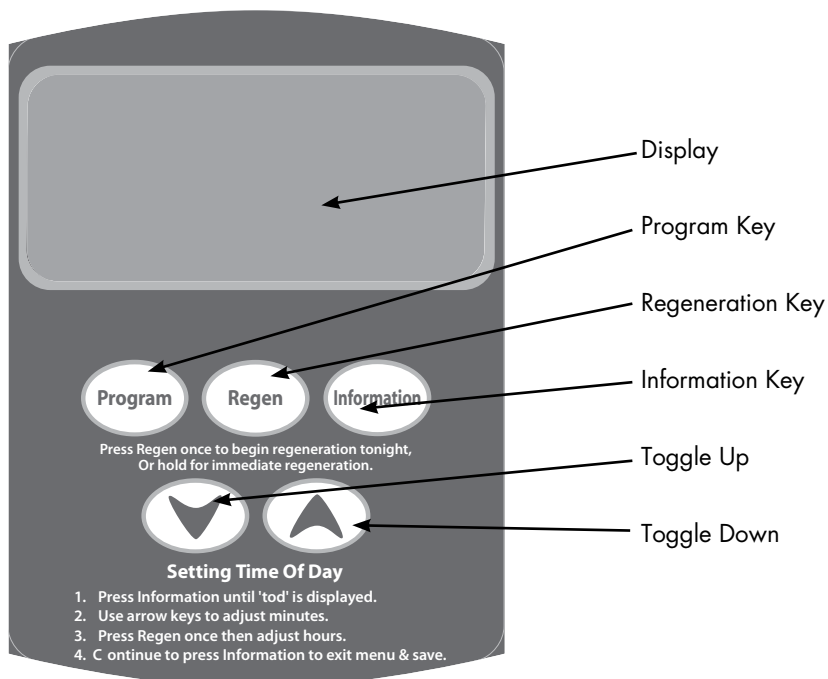 Display
Program Key
Regeneration Key
Information Key
Toggle Up
Toggle Down
Program
Regen
Information
Press Regen once to begin regeneration tonight,
Or hold for immediate regeneration.
Setting Time Of Day
1. Press Information until 'tod' is displayed.
2. Use arrow keys to adjust minutes.
3. Press Regen once then adjust hours.
4. C ontinue to press Information to exit menu & save.